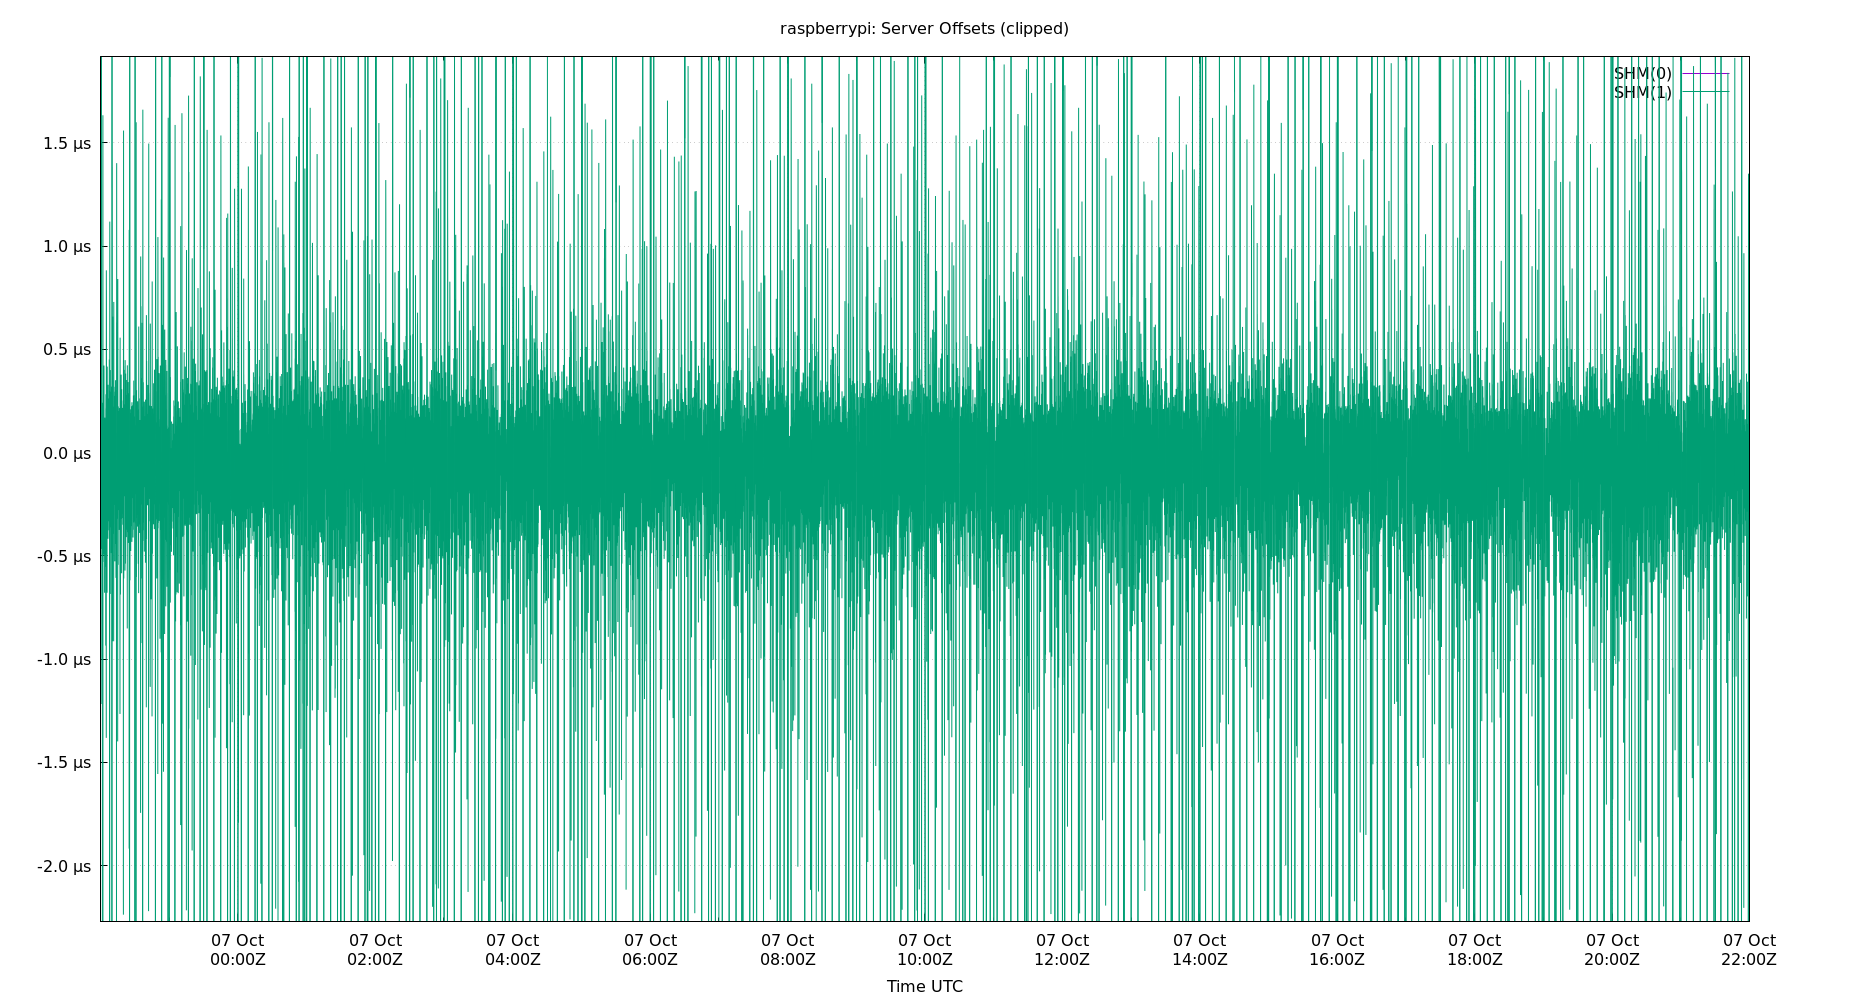 raspberrypi: Server Offsets (clipped)
SHM(0)
SHM(1)
1.5 µs
1.0 µs
0.5 µs
0.0 µs
-0.5 µs
-1.0 µs
-1.5 µs
-2.0 µs
07 Oct 07 Oct 07 Oct 07 Oct 07 Oct 07 Oct 07 Oct 07 Oct 07 Oct 07 Oct 07 Oct 07 Oct
00:00Z 02:00Z 04:00Z 06:00Z 08:00Z 10:00Z 12:00Z 14:00Z 16:00Z 18:00Z 20:00Z 22:00Z
Time UTC